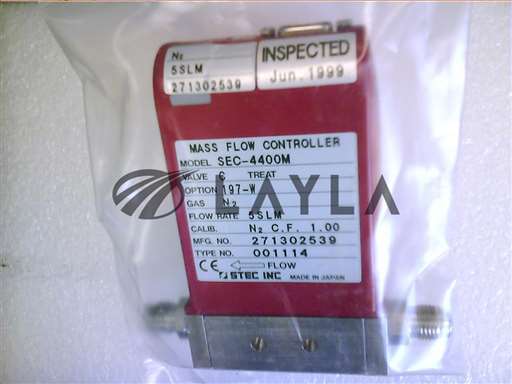 N₂
5SLM
271302539
INSPECTED
Jun.1999
MASS FLOW CONTROLLER
MODEL SEC-4400M
VALVE C TREAT
OPTION 197-W
GAS N₂
LAYLA
FLOW RATE 5SLM
CALIB. N₂ C.F. 1.00
MFG. NO. 271302539
TYPE NO. 001114
CE FLOW
STEC INC MADE IN JAPAN